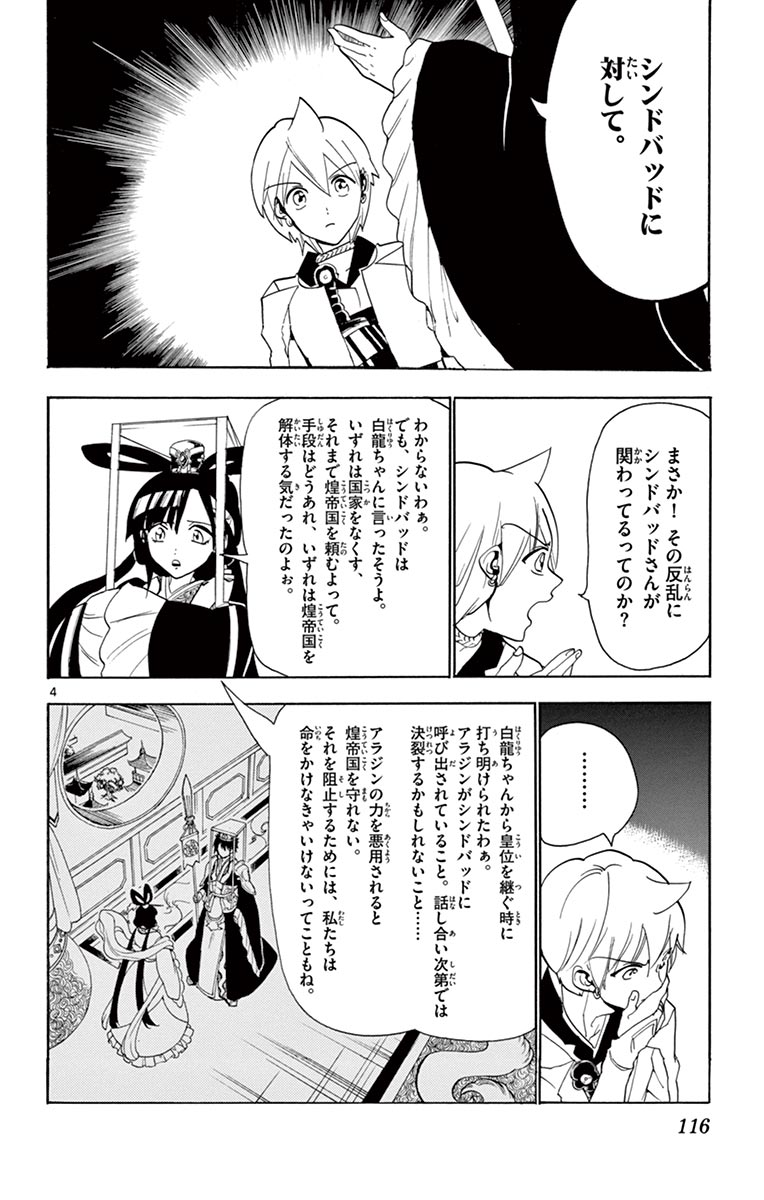 シンドバッドに
対して。
まさか！その反乱に
シンドバッドさんが
関わってるってのか？
わからないわぁ。
でも、シンドバッドは
白龍ちゃんに言ったそうよ。
いずれは国家をなくす、
それまで煌帝国を頼むよって。
手段はどうあれ、いずれは煌帝国を
解体する気だったのよぉ。
4
………
白龍ちゃんから皇位を継ぐ時に
打ち明けられたわぁ。
アラジンがシンドバッドに
呼び出されていること。話し合い次第では
決裂するかもしれないこと……
アラジンの力を悪用されると
煌帝国を守れない。
それを阻止するためには、私たちは
命をかけなきゃいけないってこともね。
116